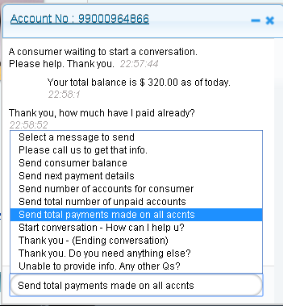 Account No : 99000964866
A consumer waiting to start a conversation.
Please help. Thank you. 22:57:44
Your total balance is $ 320.00 as of today.
22:58:1
Thank you, how much have I paid already?
22:58:52
Select a message to send
Please call us to get that info.
Send consumer balance
Send next payment details
Send number of accounts for consumer
Send total number of unpaid accounts
Send total payments made on all accnts
Start conversation - How can I help u?
Thank you - (Ending conversation)
Thank you. Do you need anything else?
Unable to provide info. Any other Qs?
Send total payments made on all accnts